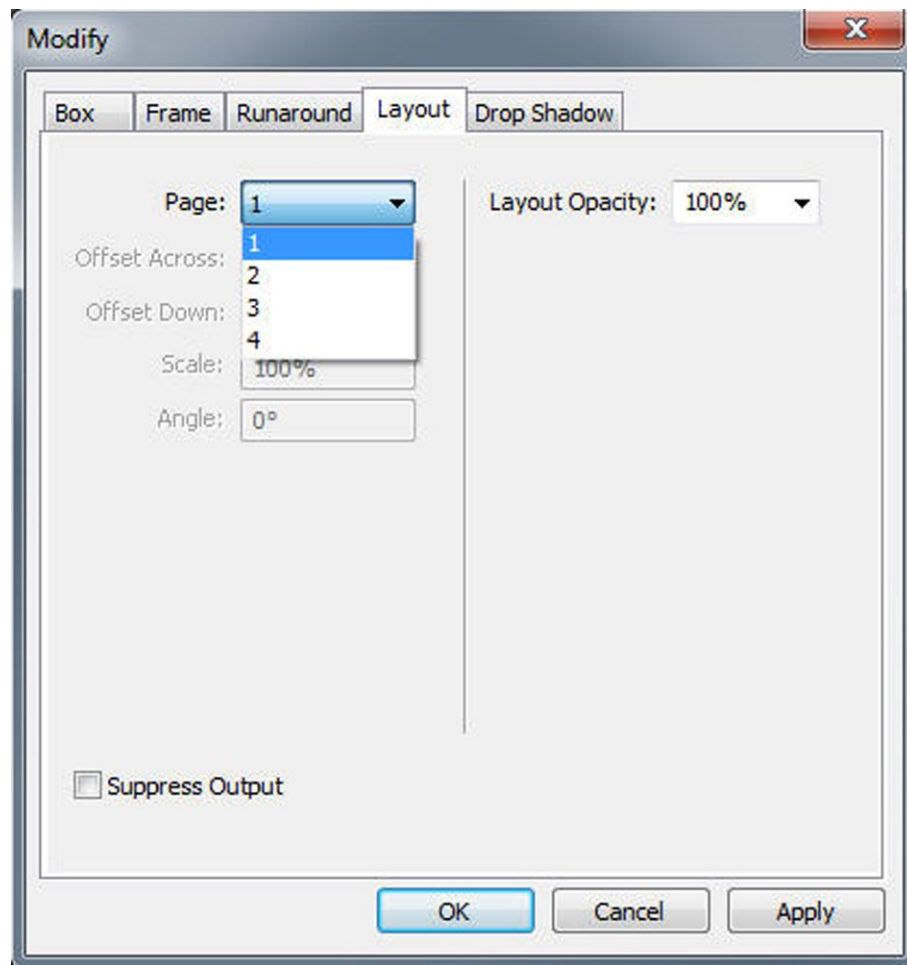 Modify
Box Frame Runaround Layout Drop Shadow
Page: 1 Layout Opacity: 100%
1
Offset Across:
2
Offset Down: 3
4
Scale: 100%
Angle: 0°
Suppress Output
OK Cancel Apply